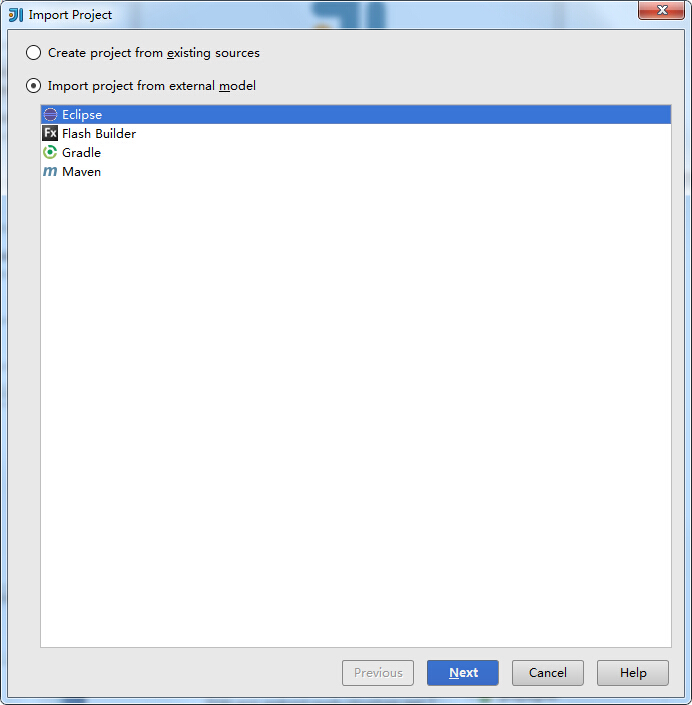 Import Project
Create project from existing sources
Import project from external model
Eclipse
Fx Flash Builder
Gradle
m Maven
Previous Next Cancel Help